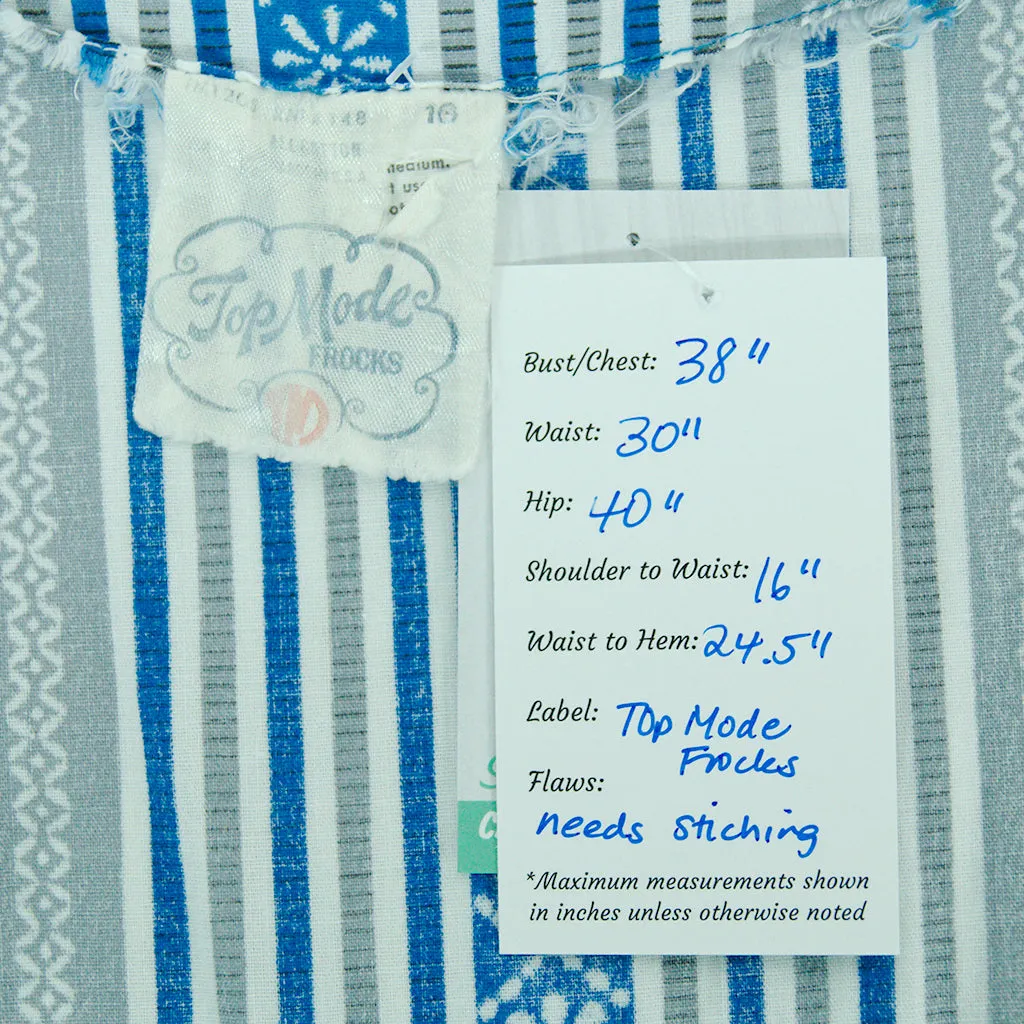 16
Top Mode
FROCKS
Bust/Chest: 38"
Waist: 30"
Hip: 40"
Shoulder to Waist: 16"
Waist to Hem: 24.5"
Label: Top Mode
Frocks
Flaws:
needs stiching
*Maximum measurements shown
in inches unless otherwise noted